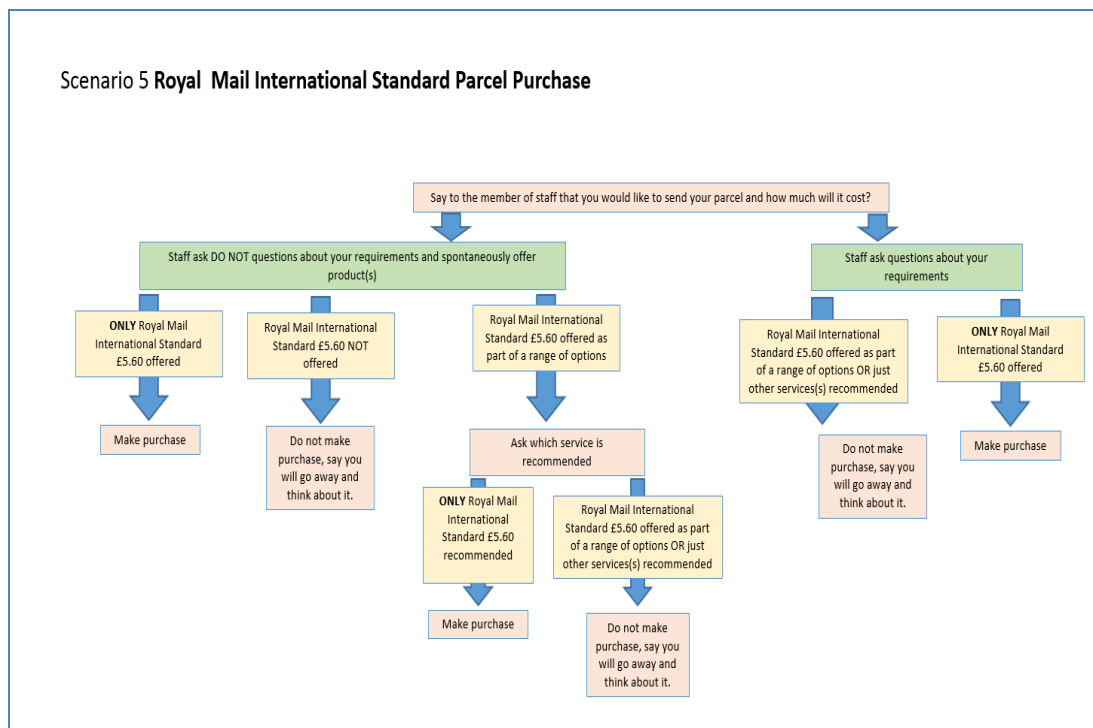 Scenario 5 Royal Mail International Standard Parcel Purchase
Say to the member of staff that you would like to send your parcel and how much will it cost?
Staff ask DO NOT questions about your requirements and spontaneously offer
product(s)
Staff ask questions about your
requirements
ONLY Royal Mail
International Standard
£5.60 offered
Royal Mail International
Standard £5.60 NOT
offered
Royal Mail International
Standard £5.60 offered as
part of a range of options
Royal Mail International
Standard £5.60 offered as part
of a range of options OR just
other services(s) recommended
ONLY Royal Mail
International Standard
£5.60 offered
Make purchase
Do not make
purchase, say you
will go away and
think about it.
Ask which service is
recommended
Do not make
purchase, say you
will go away and
think about it.
Make purchase
ONLY Royal Mail
International
Standard £5.60
recommended
Royal Mail International
Standard £5.60 offered as part
of a range of options OR just
other services(s) recommended
Make purchase
Do not make
purchase, say you
will go away and
think about it.